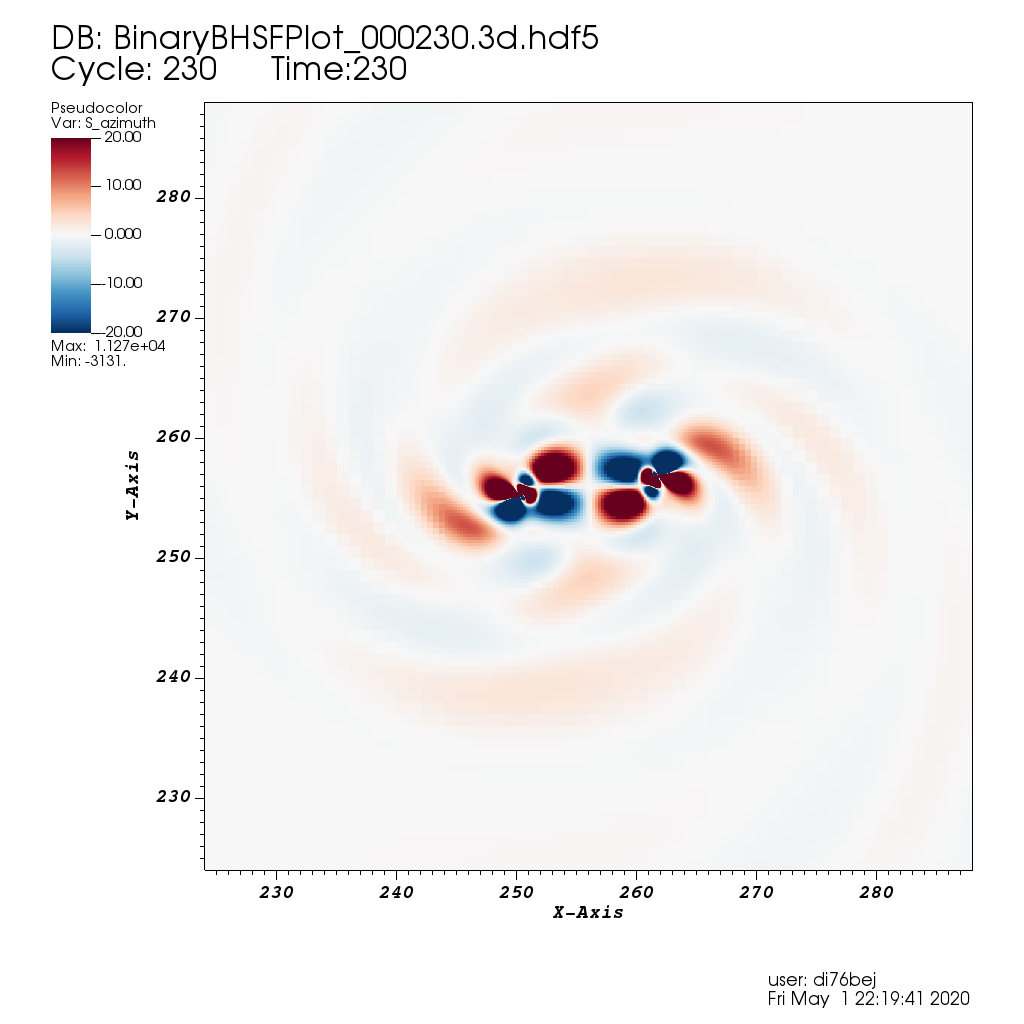 DB: BinaryBHSFPlot_000230.3d.hdf5
Cycle: 230 Time:230
Pseudocolor
Var: S_azimuth
20.00
10.00
0.000
-10.00
-20.00
Max: 1.127e+04
Min: -3131.
280
270
260
250
240
230
Y-Axis
230 240 250 260 270 280
X-Axis
user: di76bej
Fri May 1 22:19:41 2020